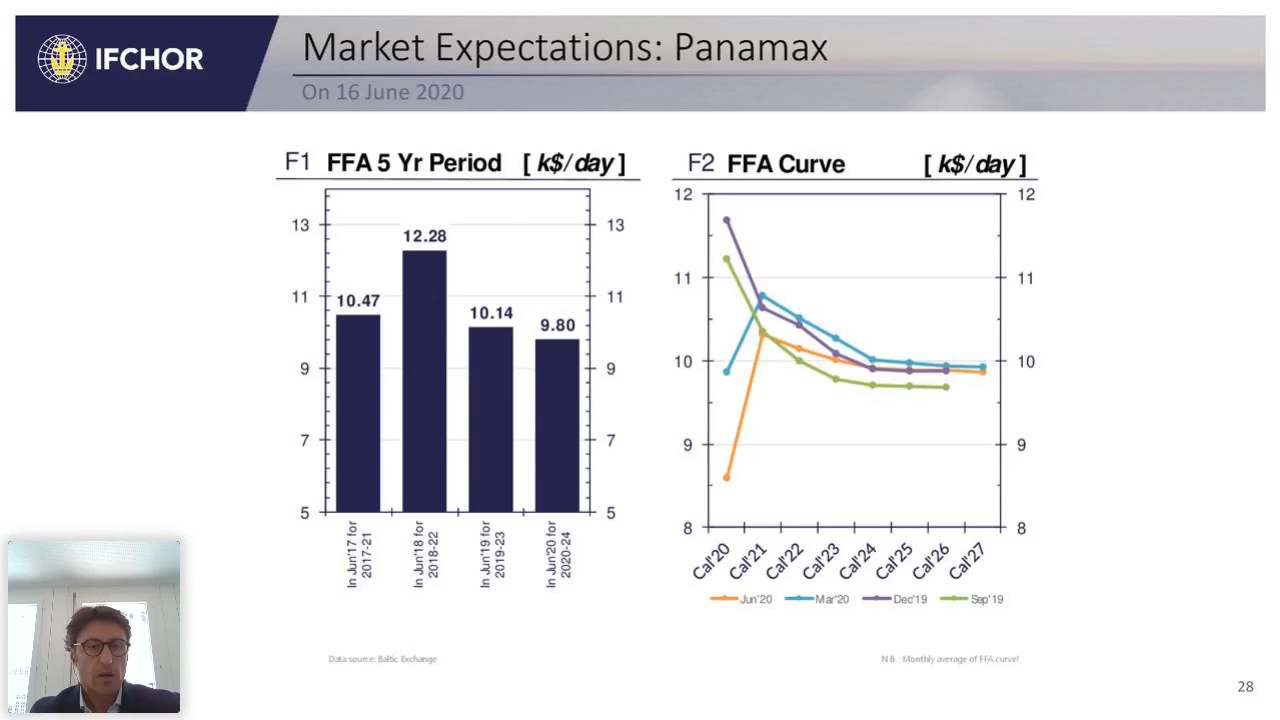 IFCHOR
Market Expectations: Panamax
On 16 June 2020
F1 FFA 5 Yr Period [ k$/day ]
13 13
12.28
11 11
10.47
10.14
9.80
9 9
7 7
5 5
In Jun'17 for 2017-21
In Jun'18 for 2018-22
In Jun'19 for 2019-23
In Jun'20 for 2020-24
F2 FFA Curve [ k$/day ]
12 12
11 11
10 10
9 9
8 8
Cal'20 Cal'21 Cal'22 Cal'23 Cal'24 Cal'25 Cal'26 Cal'27
Jun'20 Mar'20 Dec'19 Sep'19
Data source: Baltic Exchange
N.B.: Monthly average of FFA curve!
28